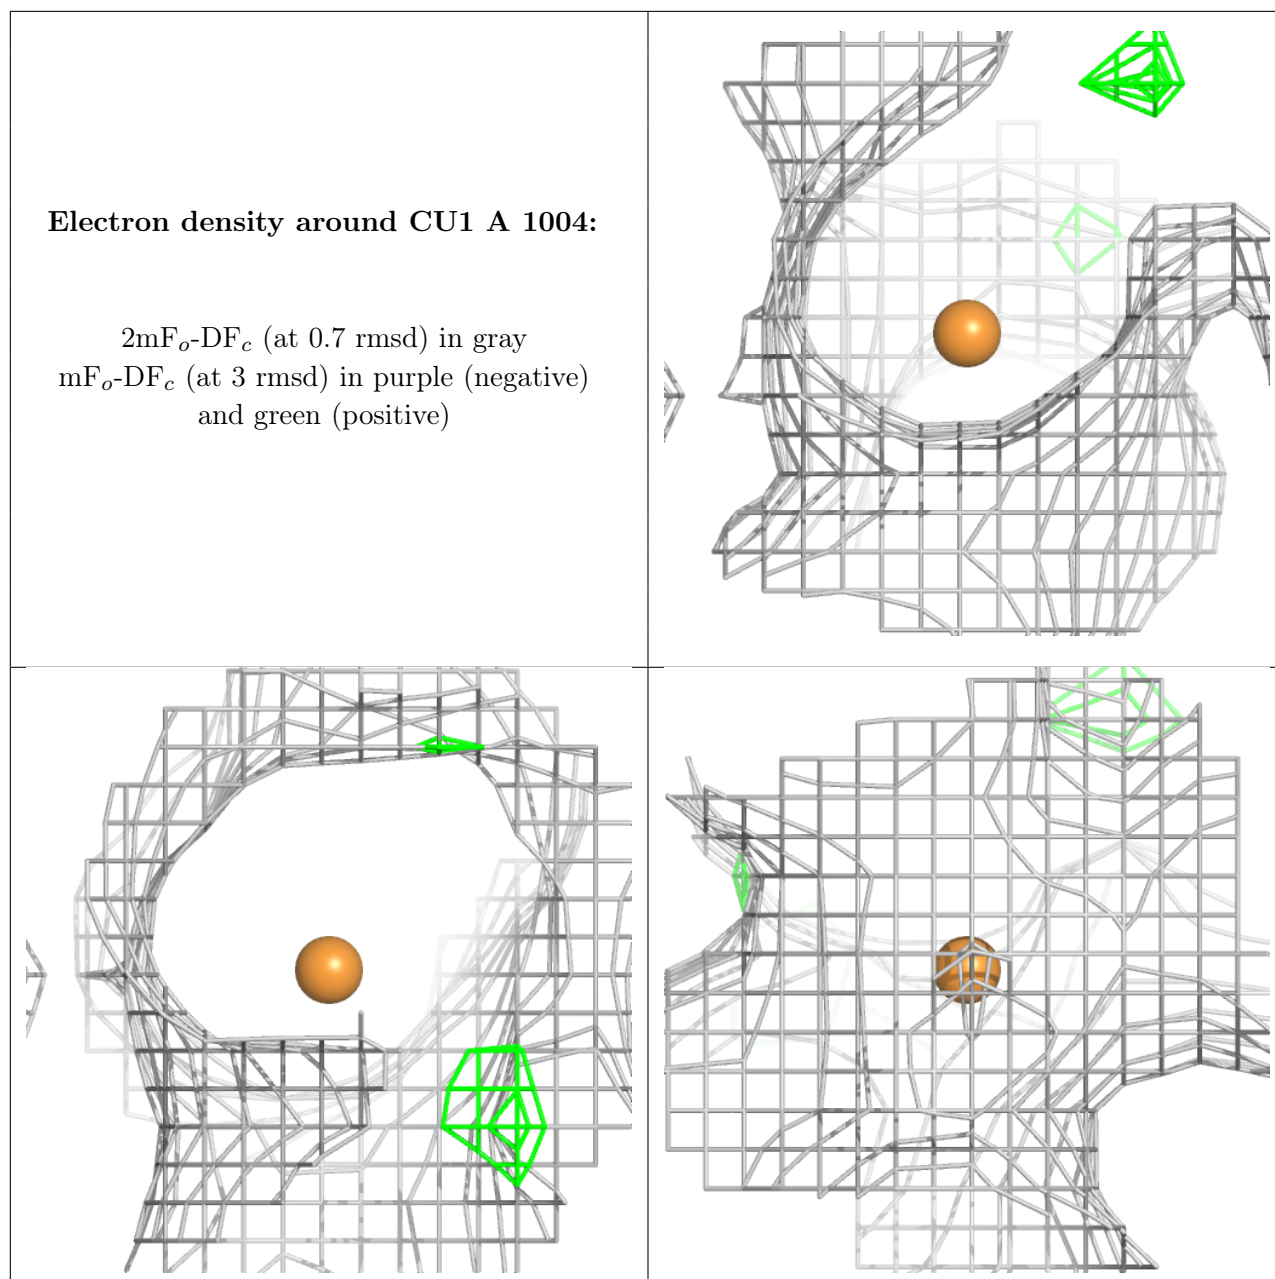 Electron density around CU1 A 1004:
2mFo-DFc (at 0.7 rmsd) in gray
mFo-DFc (at 3 rmsd) in purple (negative)
and green (positive)